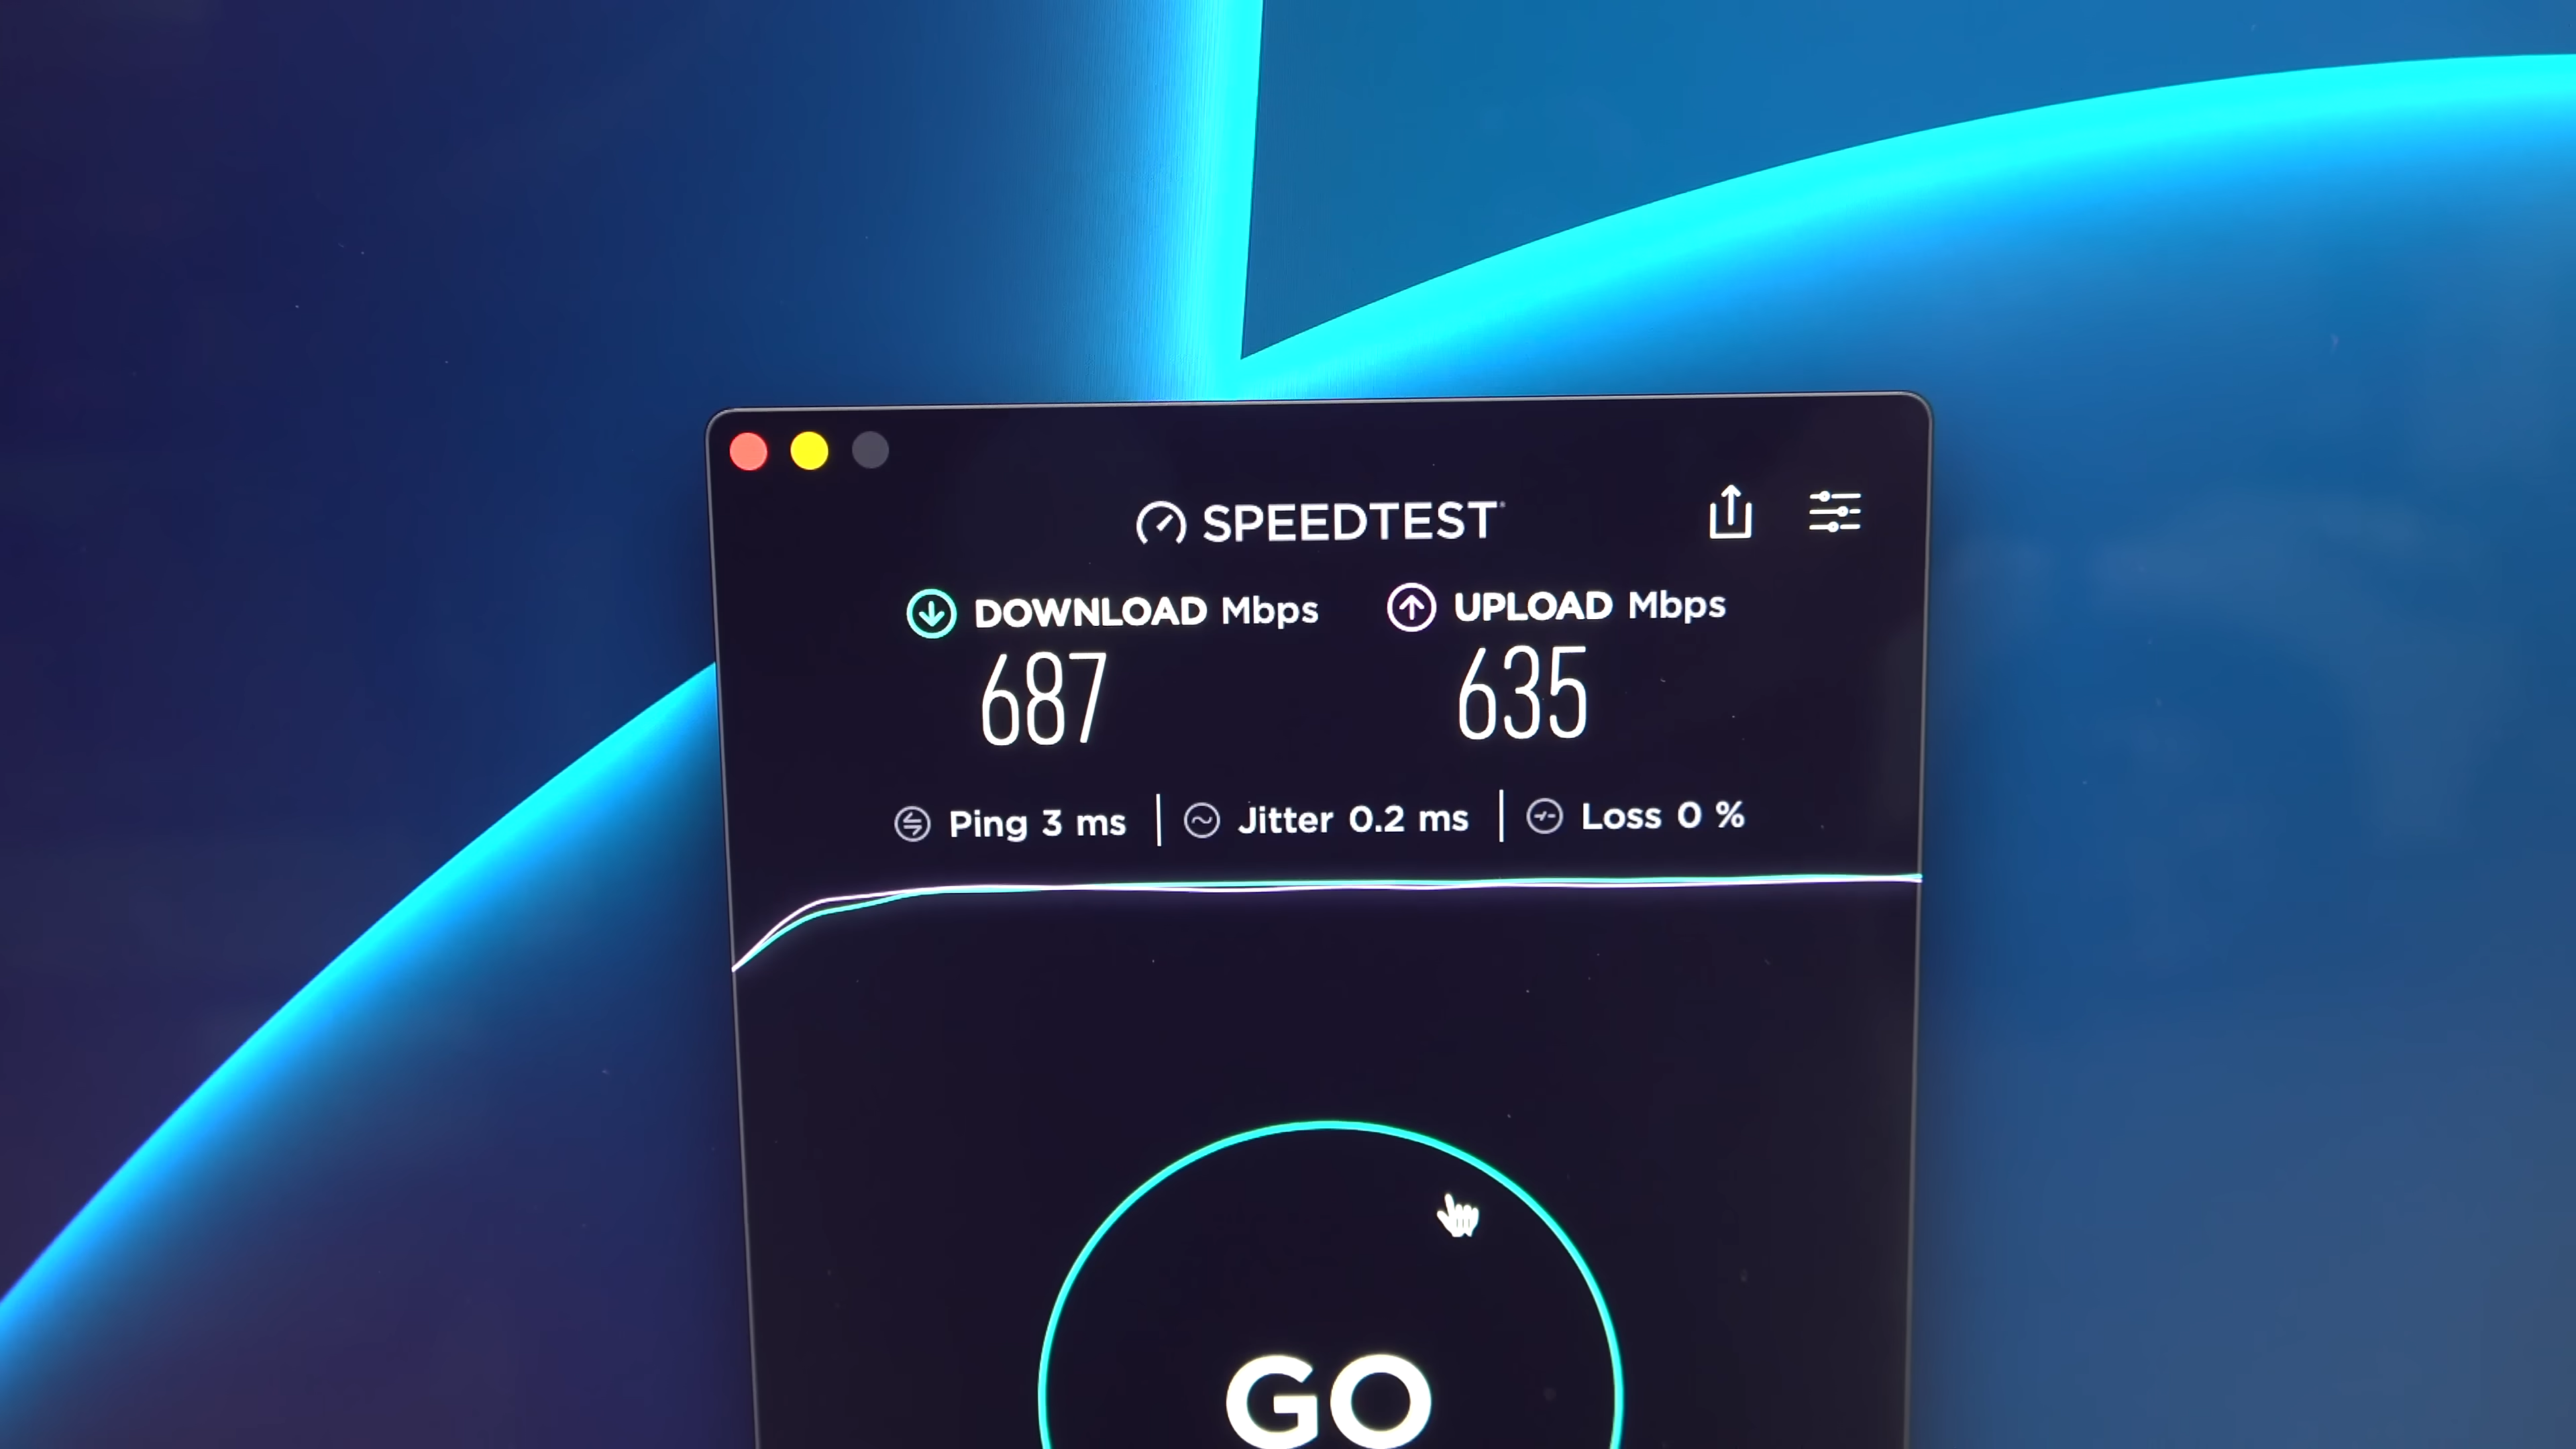 SPEEDTEST
DOWNLOAD Mbps UPLOAD Mbps
687 635
Ping 3 ms | Jitter 0.2 ms | Loss 0 %
GO